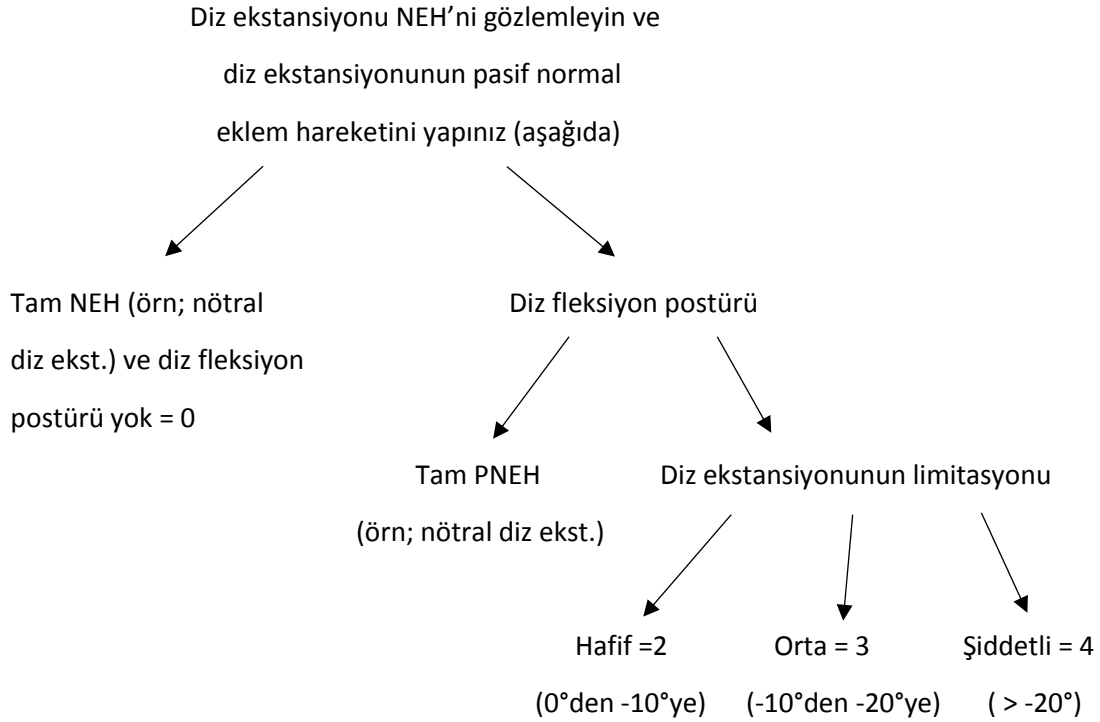 Diz ekstansiyonu NEH’ni gözlemleyin ve
diz ekstansiyonunun pasif normal
eklem hareketini yapınız (aşağıda)
Tam NEH (örn; nötral
diz ekst.) ve diz fleksiyon
postürü yok = 0
Diz fleksiyon postürü
Tam PNEH
(örn; nötral diz ekst.)
Diz ekstansiyonunun limitasyonu
Hafif =2
(0°den -10°ye)
Orta = 3
(-10°den -20°ye)
Şiddetli = 4
( > -20°)